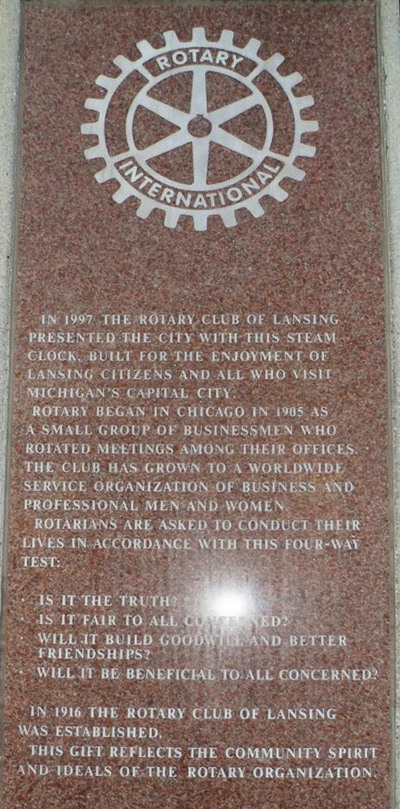 ROTARY
INTERNATIONAL
IN 1997 THE ROTARY CLUB OF LANSING
PRESENTED THE CITY WITH THIS STEAM
CLOCK, BUILT FOR THE ENJOYMENT OF
LANSING CITIZENS AND ALL WHO VISIT
MICHIGAN'S CAPITAL CITY.
ROTARY BEGAN IN CHICAGO IN 1905 AS
A SMALL GROUP OF BUSINESSMEN WHO
ROTATED MEETINGS AMONG THEIR OFFICES.
THE CLUB HAS GROWN TO A WORLDWIDE
SERVICE ORGANIZATION OF BUSINESS AND
PROFESSIONAL MEN AND WOMEN.
ROTARIANS ARE ASKED TO CONDUCT THEIR
LIVES IN ACCORDANCE WITH THIS FOUR-WAY
TEST:
· IS IT THE TRUTH?
· IS IT FAIR TO ALL CONCERNED?
· WILL IT BUILD GOODWILL AND BETTER
FRIENDSHIPS?
· WILL IT BE BENEFICIAL TO ALL CONCERNED?
IN 1916 THE ROTARY CLUB OF LANSING
WAS ESTABLISHED.
THIS GIFT REFLECTS THE COMMUNITY SPIRIT
AND IDEALS OF THE ROTARY ORGANIZATION.